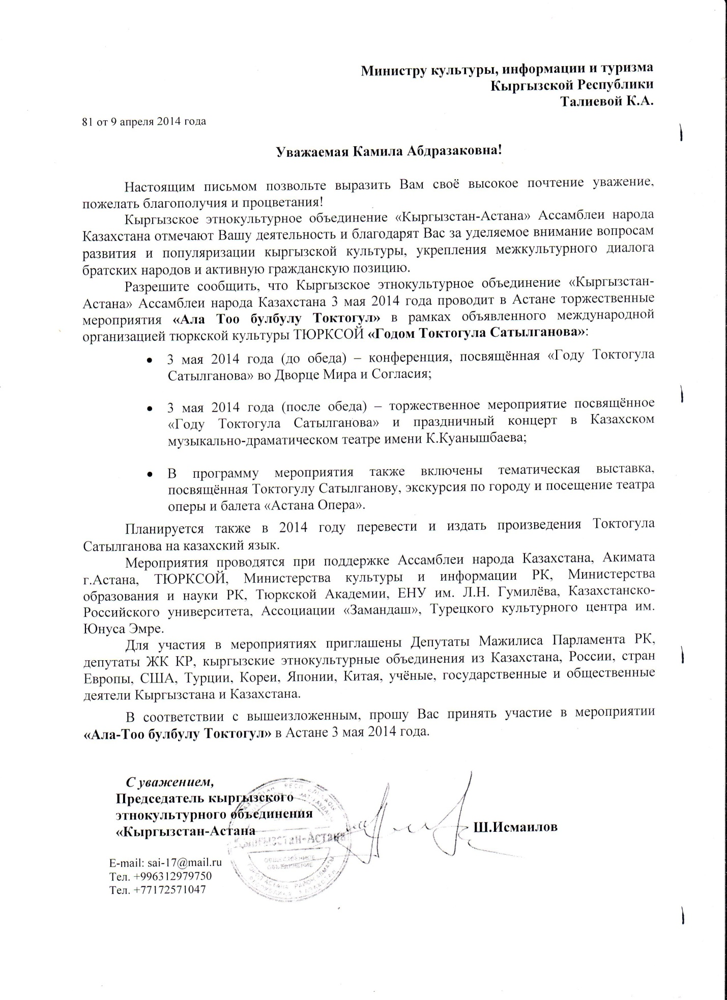 Министру культуры, информации и туризма
Кыргызской Республики
Талиевой К.А.
81 от 9 апреля 2014 года
Уважаемая Камила Абдразаковна!
Настоящим письмом позвольте выразить Вам своё высокое почтение уважение,
пожелать благополучия и процветания!
Кыргызское этнокультурное объединение «Кыргызстан-Астана» Ассамблеи народа
Казахстана отмечают Вашу деятельность и благодарят Вас за уделяемое внимание вопросам
развития и популяризации кыргызской культуры, укрепления межкультурного диалога
братских народов и активную гражданскую позицию.
Разрешите сообщить, что Кыргызское этнокультурное объединение «Кыргызстан-
Астана» Ассамблеи народа Казахстана 3 мая 2014 года проводит в Астане торжественные
мероприятия «Ала Тоо булбулу Токтогул» в рамках объявленного международной
организацией тюркской культуры ТЮРКСОЙ «Годом Токтогула Сатылганова»:
• 3 мая 2014 года (до обеда) – конференция, посвящённая «Году Токтогула
Сатылганова» во Дворце Мира и Согласия;
• 3 мая 2014 года (после обеда) – торжественное мероприятие посвящённое
«Году Токтогула Сатылганова» и праздничный концерт в Казахском
музыкально-драматическом театре имени К.Куанышбаева;
• В программу мероприятия также включены тематическая выставка,
посвящённая Токтогулу Сатылганову, экскурсия по городу и посещение театра
оперы и балета «Астана Опера».
Планируется также в 2014 году перевести и издать произведения Токтогула
Сатылганова на казахский язык.
Мероприятия проводятся при поддержке Ассамблеи народа Казахстана, Акимата
г.Астана, ТЮРКСОЙ, Министерства культуры и информации РК, Министерства
образования и науки РК, Тюркской Академии, ЕНУ им. Л.Н. Гумилёва, Казахстанско-
Российского университета, Ассоциации «Замандаш», Турецкого культурного центра им.
Юнуса Эмре.
Для участия в мероприятиях приглашены Депутаты Мажилиса Парламента РК,
депутаты ЖК КР, кыргызские этнокультурные объединения из Казахстана, России, стран
Европы, США, Турции, Кореи, Японии, Китая, учёные, государственные и общественные
деятели Кыргызстана и Казахстана.
В соответствии с вышеизложенным, прошу Вас принять участие в мероприятии
«Ала-Тоо булбулу Токтогул» в Астане 3 мая 2014 года.
С уважением,
Председатель кыргызского
этнокультурного объединения
«Кыргызстан-Астана
Ш.Исмаилов
Кыргызстан-Астана
ОБЩЕСТВЕННОЕ
ОБЪЕДИНЕНИЕ
E-mail: sai-17@mail.ru
Тел. +996312979750
Тел. +77172571047